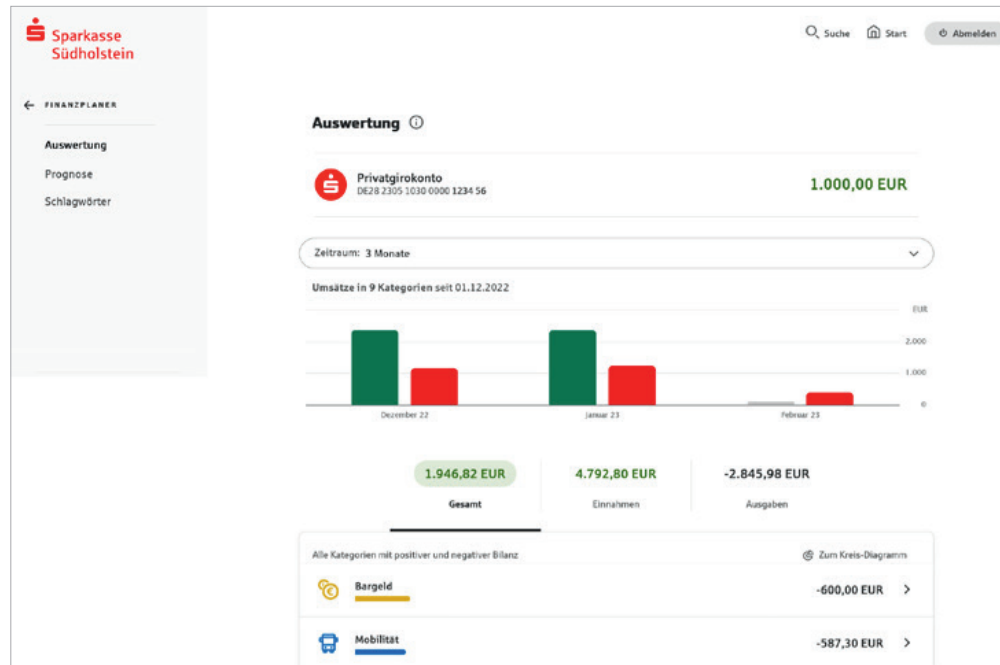 Sparkasse
Südholstein
Suche Start Abmelden
FINANZPLANER
Auswertung
Prognose
Schlagwörter
Auswertung
Privatgirokonto
DE28 2305 1030 0000 1234 56
1.000,00 EUR
Zeitraum: 3 Monate
Umsätze in 9 Kategorien seit 01.12.2022
EUR
2.000
1.000
0
Dezember 22 Januar 23 Februar 23
1.946,82 EUR 4.792,80 EUR -2.845,98 EUR
Gesamt Einnahmen Ausgaben
Alle Kategorien mit positiver und negativer Bilanz Zum Kreis-Diagramm
Bargeld -600,00 EUR
Mobilität -587,30 EUR